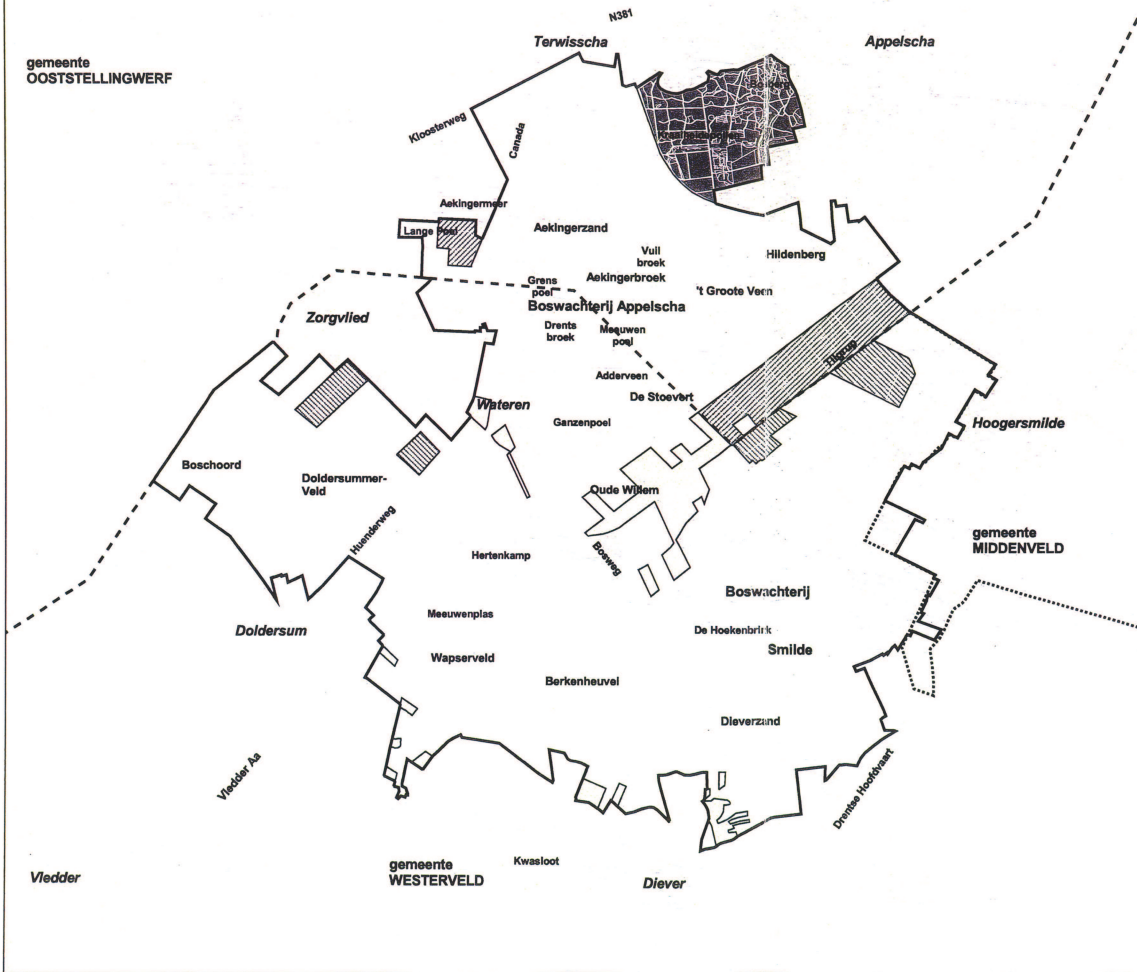 N381
Terwisscha
Appelscha
gemeente
OOSTSTELLINGWERF
Kloosterweg
Canada
Aekingermeer
Lange Poel
Aekingerzand
Vuil
broek
Hildenberg
Grens
poel
Aekingerbroek
't Groote Veen
Boswachterij Appelscha
Zorgvlied
Drents
broek
Meeuwen
poel
Tilgrup
Adderveen
De Stoevert
Wateren
Ganzenpoel
Hoogersmilde
Boschoord
Doldersummer-
Veld
Oude Willem
Huenderweg
Hertenkamp
Bosweg
gemeente
MIDDENVELD
Boswachterij
Meeuwenplas
De Hoekenbrink
Doldersum
Smilde
Wapserveld
Berkenheuvel
Dieverzand
Vledder Aa
Drentse Hoofdvaart
Kwasloot
gemeente
WESTERVELD
Vledder
Diever